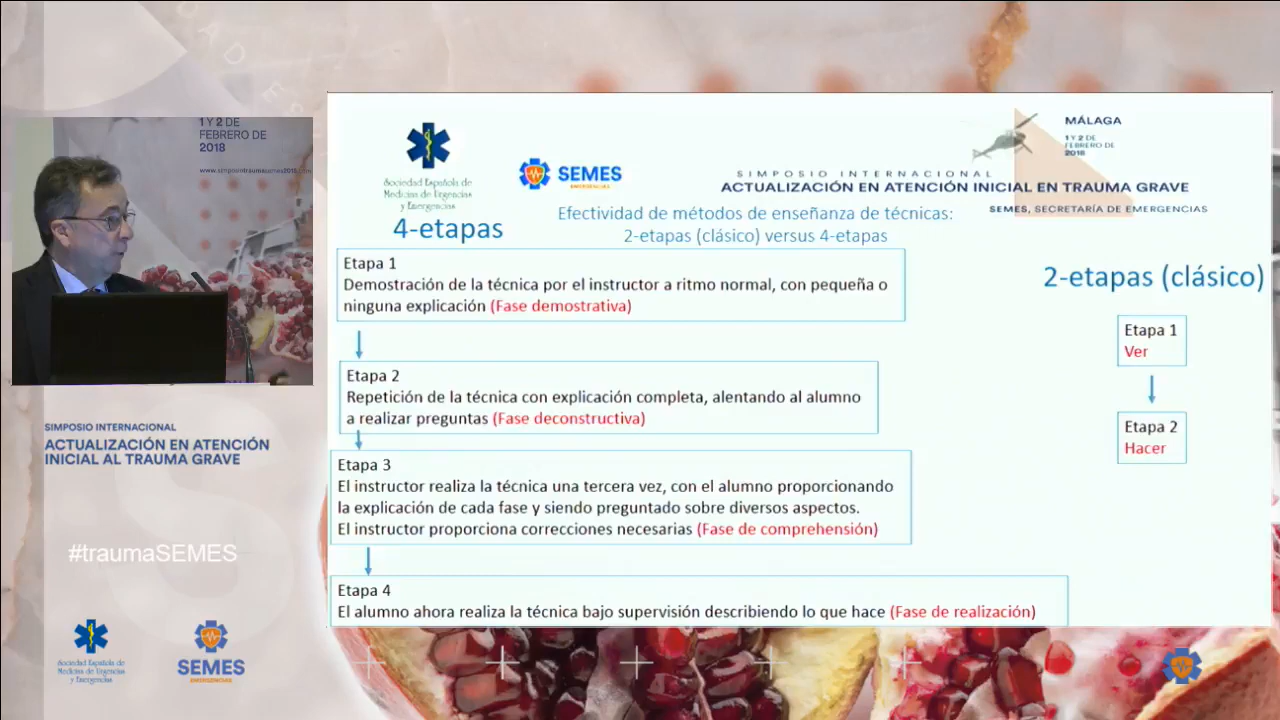 1 Y 2 DE
FEBRERO DE
2018
SIMPOSIO INTERNACIONAL
ACTUALIZACIÓN EN ATENCIÓN
INICIAL AL TRAUMA GRAVE
#traumaSEMES
Sociedad Española de
Medicina de Urgencias
y Emergencias
SEMES
EMERGENCIAS
Sociedad Española de
Medicina de Urgencias
y Emergencias
SEMES
EMERGENCIAS
MÁLAGA
1 Y 2 DE
FEBRERO DE
2018
SIMPOSIO INTERNACIONAL
ACTUALIZACIÓN EN ATENCIÓN INICIAL EN TRAUMA GRAVE
SEMES, SECRETARÍA DE EMERGENCIAS
Efectividad de métodos de enseñanza de técnicas:
2-etapas (clásico) versus 4-etapas
4-etapas
Etapa 1
Demostración de la técnica por el instructor a ritmo normal, con pequeña o
ninguna explicación (Fase demostrativa)
Etapa 2
Repetición de la técnica con explicación completa, alentando al alumno
a realizar preguntas (Fase deconstructiva)
Etapa 3
El instructor realiza la técnica una tercera vez, con el alumno proporcionando
la explicación de cada fase y siendo preguntado sobre diversos aspectos.
El instructor proporciona correcciones necesarias (Fase de comprehensión)
Etapa 4
El alumno ahora realiza la técnica bajo supervisión describiendo lo que hace (Fase de realización)
2-etapas (clásico)
Etapa 1
Ver
Etapa 2
Hacer